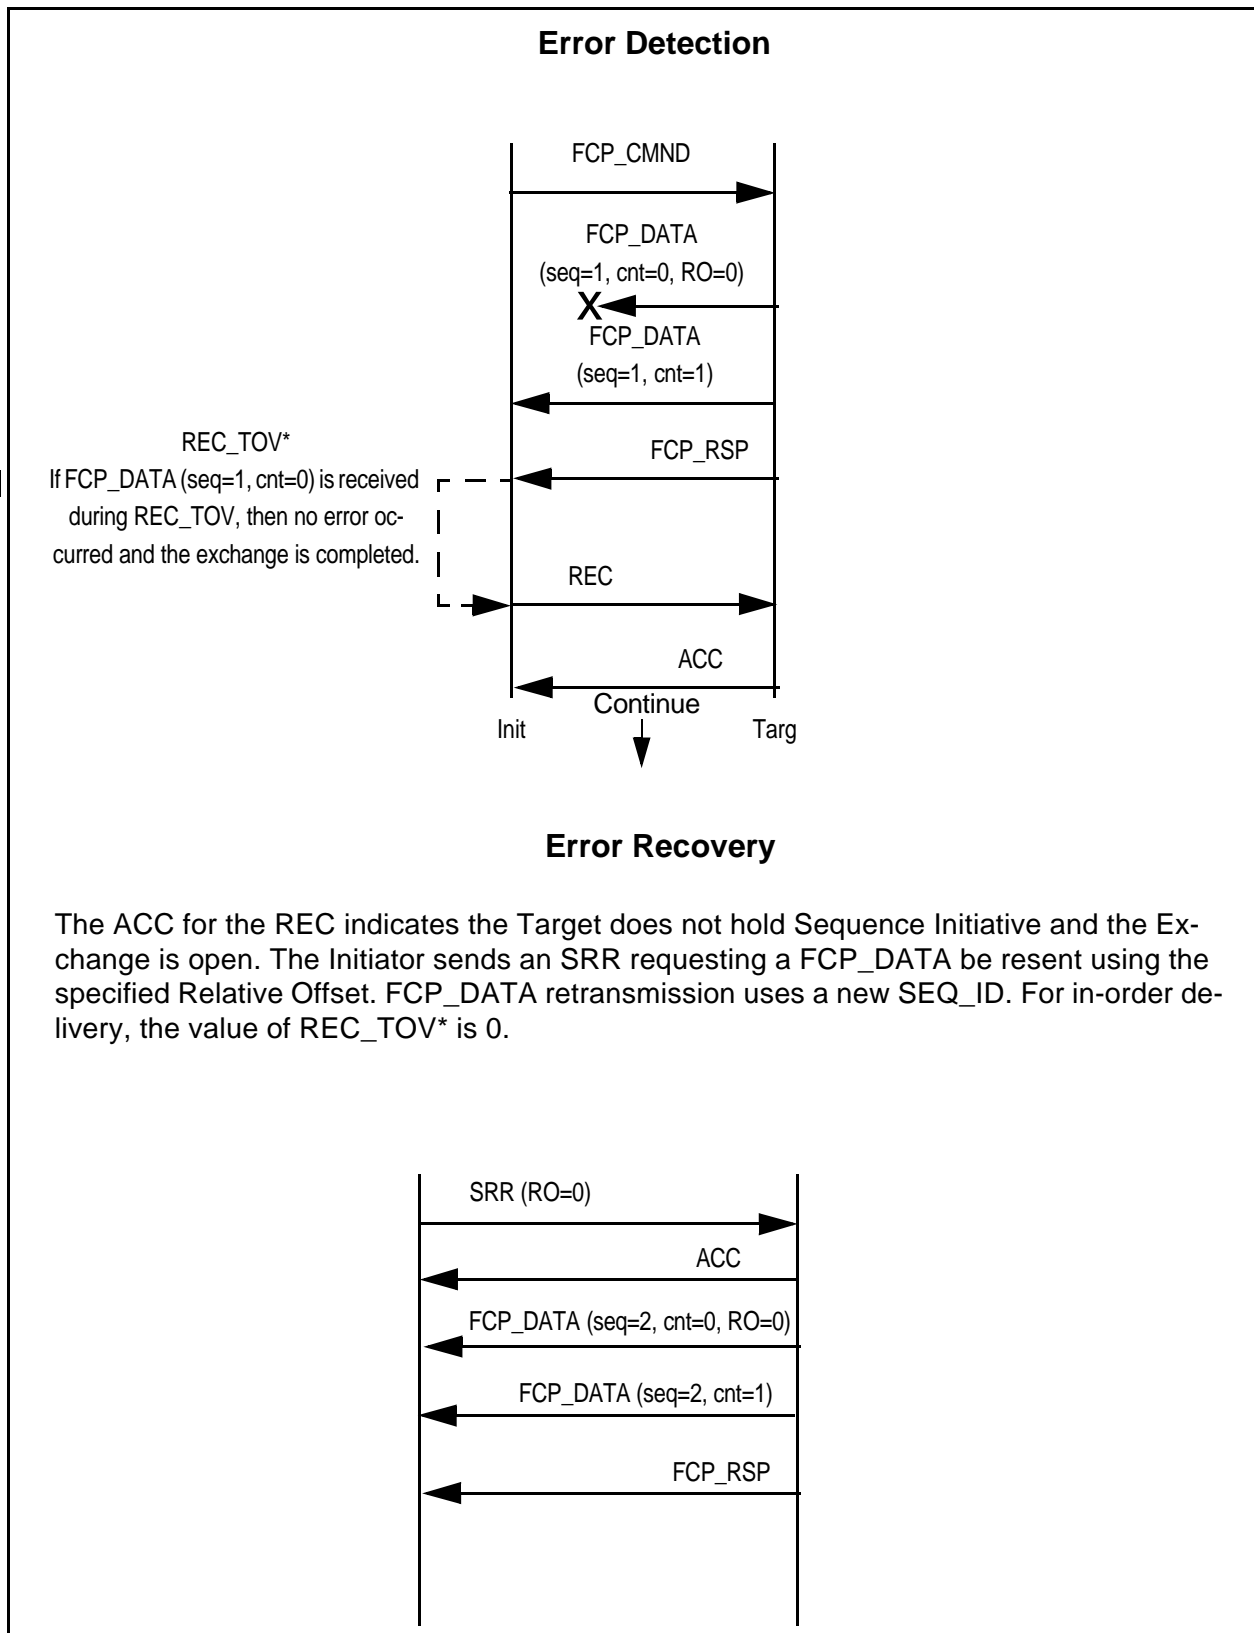 Error Detection
FCP_CMND
FCP_DATA
(seq=1, cnt=0, RO=0)
X
FCP_DATA
(seq=1, cnt=1)
REC_TOV*
If FCP_DATA (seq=1, cnt=0) is received
during REC_TOV, then no error oc-
curred and the exchange is completed.
FCP_RSP
REC
ACC
Continue
Init
Targ
Error Recovery
The ACC for the REC indicates the Target does not hold Sequence Initiative and the Ex-
change is open. The Initiator sends an SRR requesting a FCP_DATA be resent using the
specified Relative Offset. FCP_DATA retransmission uses a new SEQ_ID. For in-order de-
livery, the value of REC_TOV* is 0.
SRR (RO=0)
ACC
FCP_DATA (seq=2, cnt=0, RO=0)
FCP_DATA (seq=2, cnt=1)
FCP_RSP